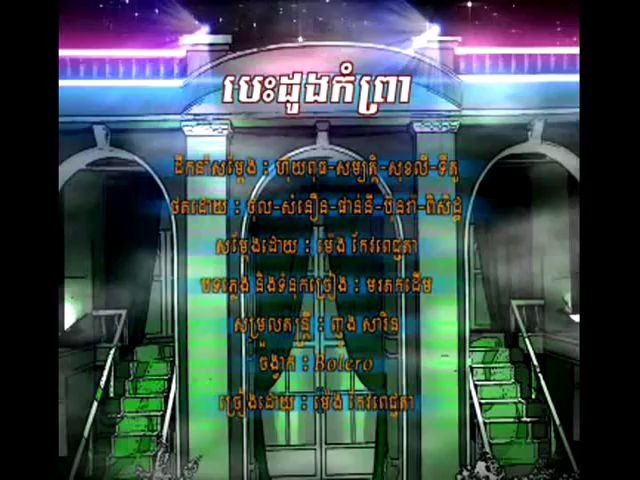 បេះដូងកំព្រា
ដឹកនាំសម្តែង : ហ៊ុយពុធ-សម្បត្តិ-សុខលី-ទីតូ
ថតដោយ : ចុល-សំនឿន-ផាន់នី-ប៊ិនរ៉ា-ពិសិដ្ឋ
សម្តែងដោយ : ម៉េង កែវពេជ្ជតា
បទភ្លេង និងទំនុកច្រៀង : មរតកដើម
សម្រួលតន្ត្រី : ញូង សារិន
ចង្វាក់ : Bolero
ច្រៀងដោយ : ម៉េង កែវពេជ្ជតា